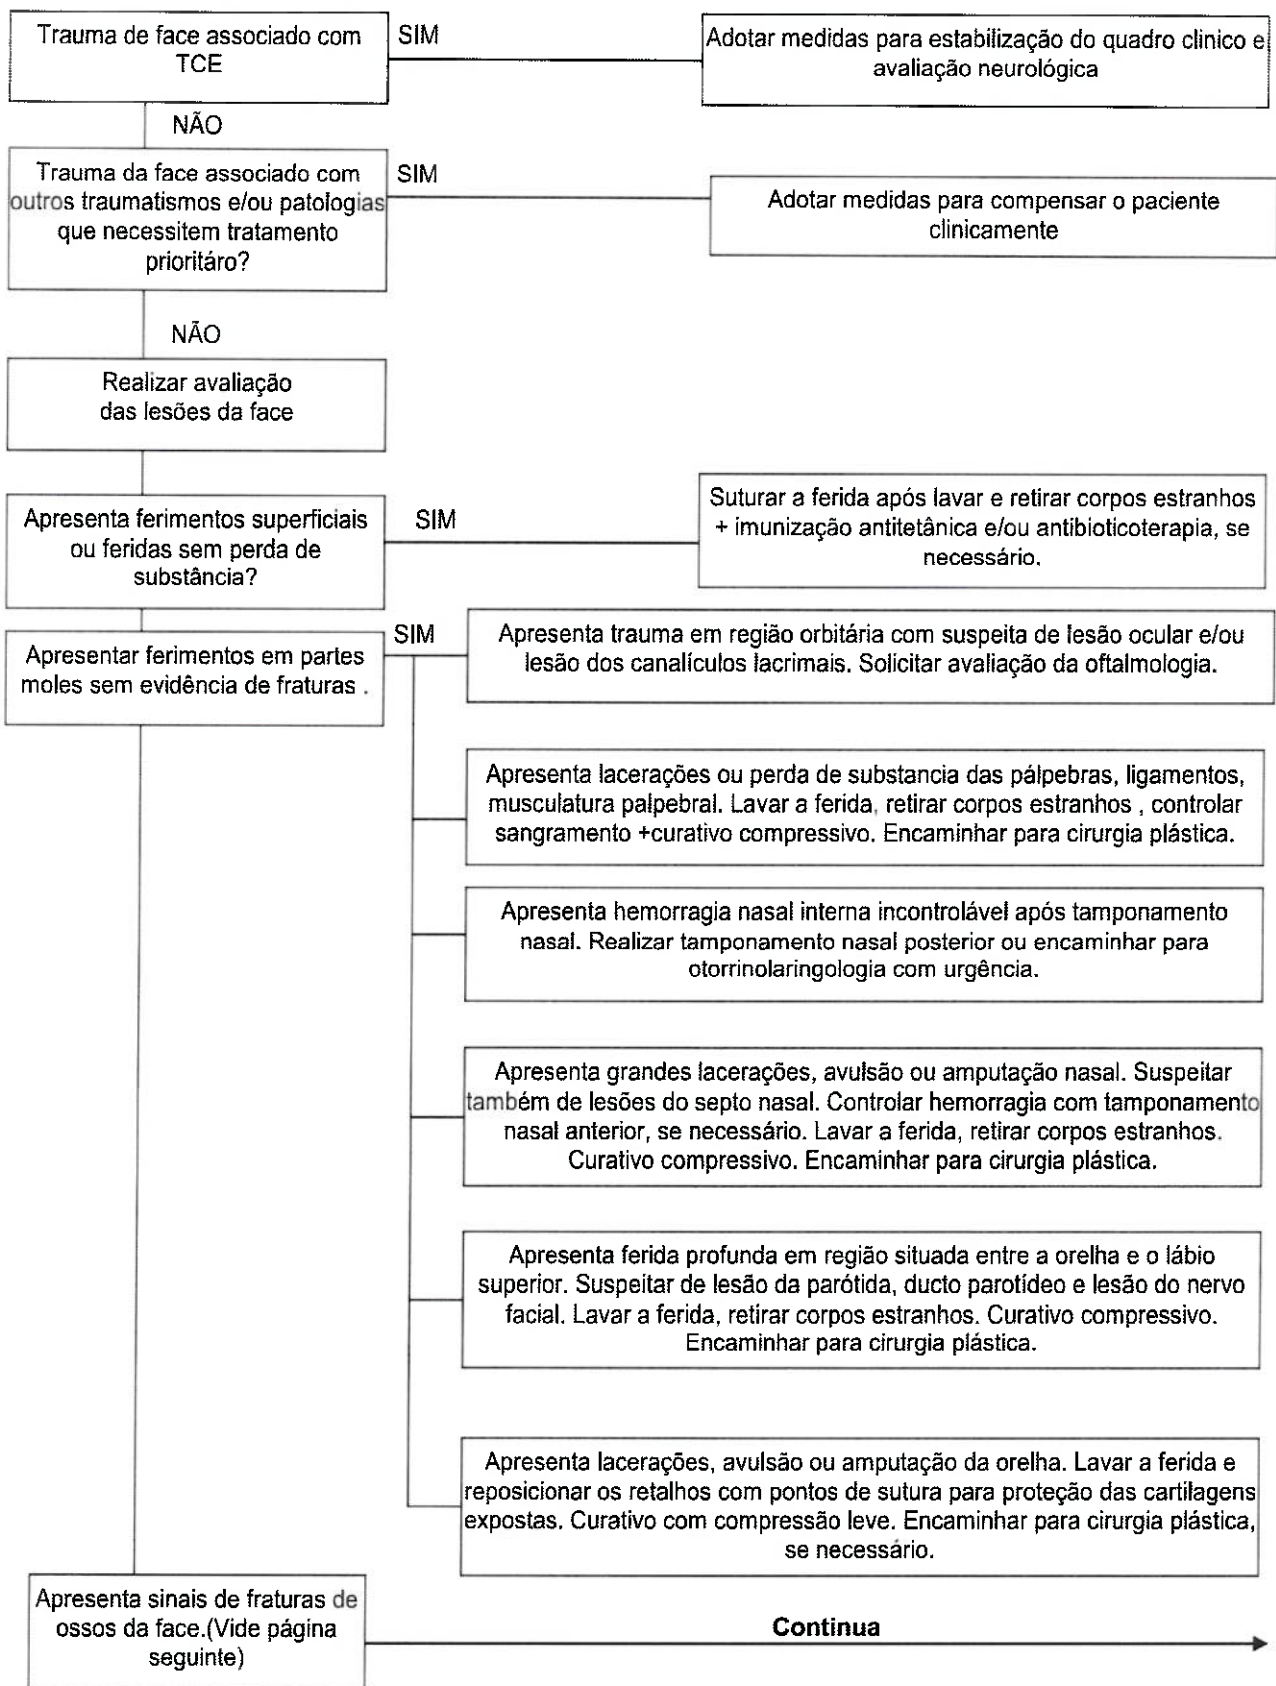 Trauma de face associado com
TCE
SIM
Adotar medidas para estabilização do quadro clinico e
avaliação neurológica
NÃO
Trauma da face associado com
outros traumatismos e/ou patologias
que necessitem tratamento
prioritáro?
SIM
Adotar medidas para compensar o paciente
clinicamente
NÃO
Realizar avaliação
das lesões da face
Apresenta ferimentos superficiais
ou feridas sem perda de
substância?
SIM
Suturar a ferida após lavar e retirar corpos estranhos
+ imunização antitetânica e/ou antibioticoterapia, se
necessário.
Apresentar ferimentos em partes
moles sem evidência de fraturas .
SIM
Apresenta trauma em região orbitária com suspeita de lesão ocular e/ou
lesão dos canalículos lacrimais. Solicitar avaliação da oftalmologia.
Apresenta lacerações ou perda de substancia das pálpebras, ligamentos,
musculatura palpebral. Lavar a ferida, retirar corpos estranhos , controlar
sangramento +curativo compressivo. Encaminhar para cirurgia plástica.
Apresenta hemorragia nasal interna incontrolável após tamponamento
nasal. Realizar tamponamento nasal posterior ou encaminhar para
otorrinolaringologia com urgência.
Apresenta grandes lacerações, avulsão ou amputação nasal. Suspeitar
também de lesões do septo nasal. Controlar hemorragia com tamponamento
nasal anterior, se necessário. Lavar a ferida, retirar corpos estranhos.
Curativo compressivo. Encaminhar para cirurgia plástica.
Apresenta ferida profunda em região situada entre a orelha e o lábio
superior. Suspeitar de lesão da parótida, ducto parotídeo e lesão do nervo
facial. Lavar a ferida, retirar corpos estranhos. Curativo compressivo.
Encaminhar para cirurgia plástica.
Apresenta lacerações, avulsão ou amputação da orelha. Lavar a ferida e
reposicionar os retalhos com pontos de sutura para proteção das cartilagens
expostas. Curativo com compressão leve. Encaminhar para cirurgia plástica,
se necessário.
Apresenta sinais de fraturas de
ossos da face.(Vide página
seguinte)
Continua